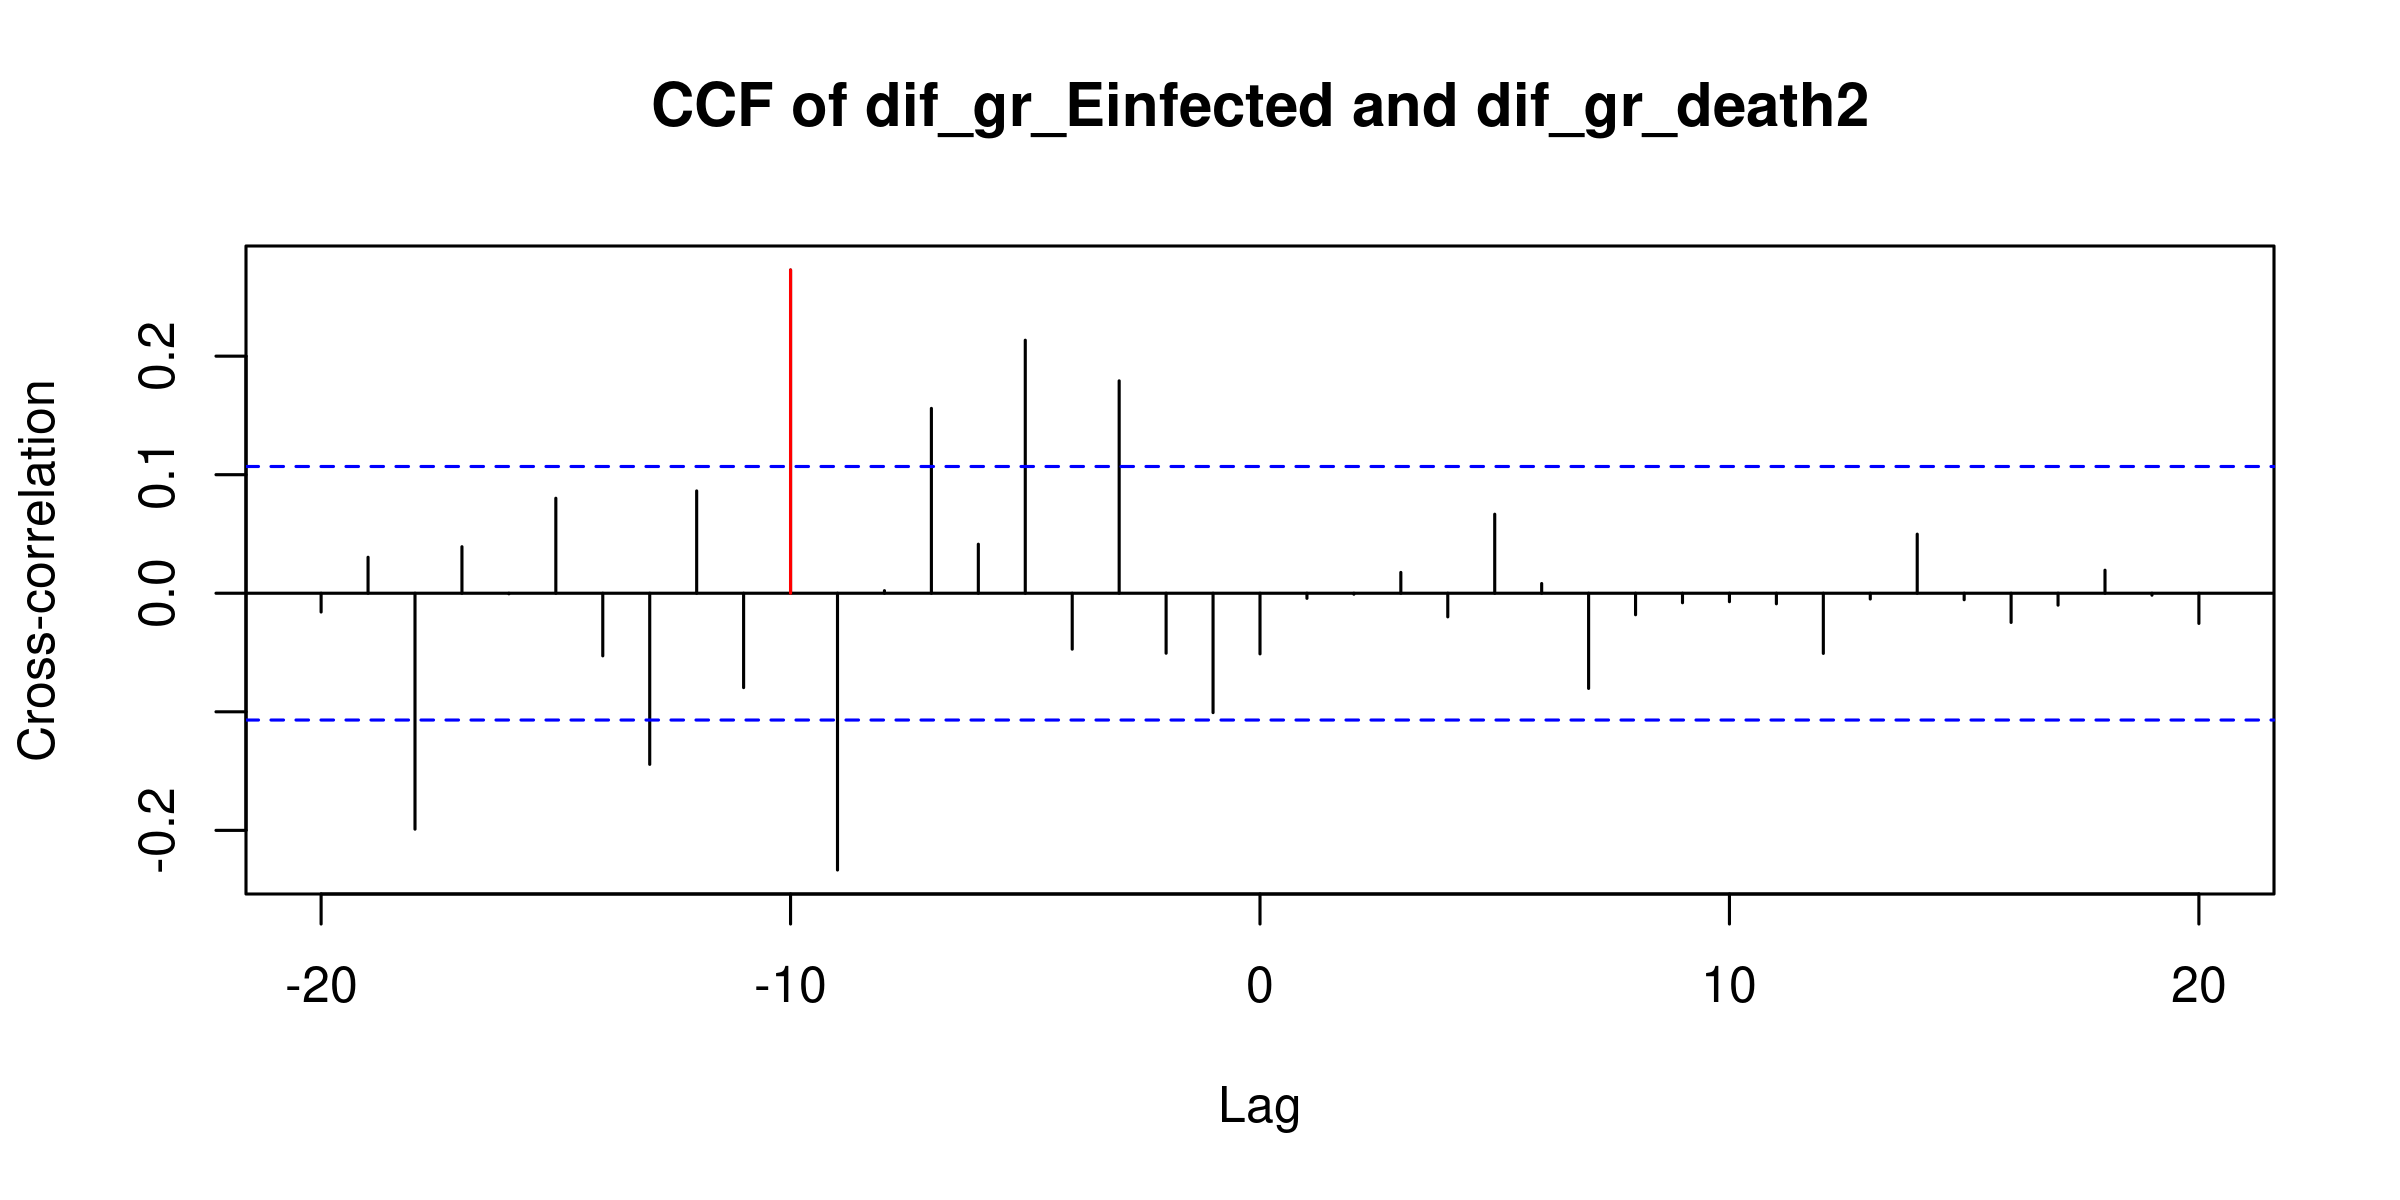 CCF of dif_gr_Einfected and dif_gr_death2
Cross-correlation
0.2
0.1
0.0
-0.2
-20 -10 0 10 20
Lag